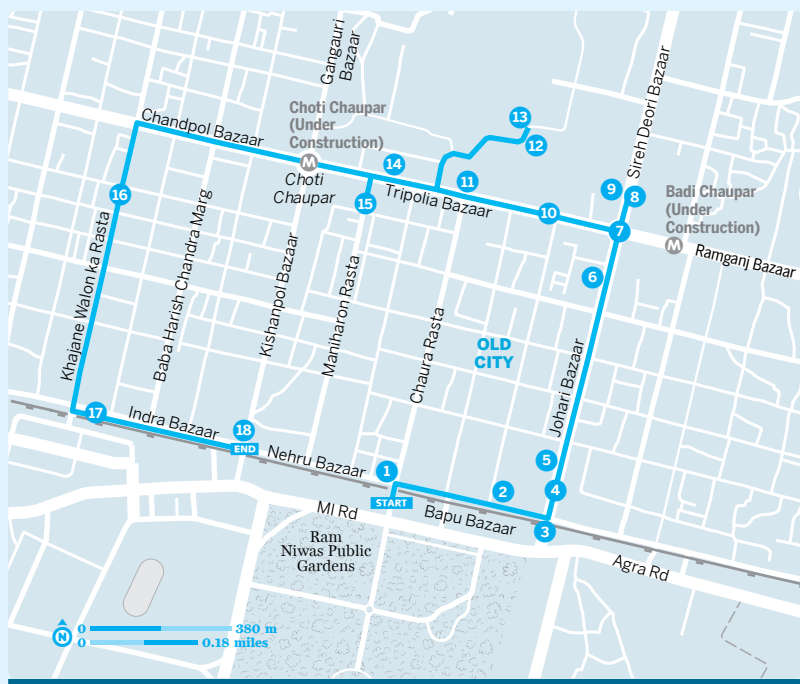 Gangauri
Bazaar
Choti Chaupar
(Under
Construction)
M
Choti
Chaupar
Chandpol Bazaar
13
12
Sireh Deori Bazaar
14
11
Tripolia Bazaar
15
16
10
9
8
7
Badi Chaupar
(Under
Construction)
M
Ramganj Bazaar
6
Khajane Walon ka Rasta
Baba Harish Chandra Marg
Kishanpol Bazaar
Maniharon Rasta
Chaura Rasta
OLD
CITY
Johari Bazaar
17
Indra Bazaar
18
END
Nehru Bazaar
1
START
2
5
4
3
MI Rd
Bapu Bazaar
Agra Rd
Ram
Niwas Public
Gardens
N
0 380 m
0 0.18 miles